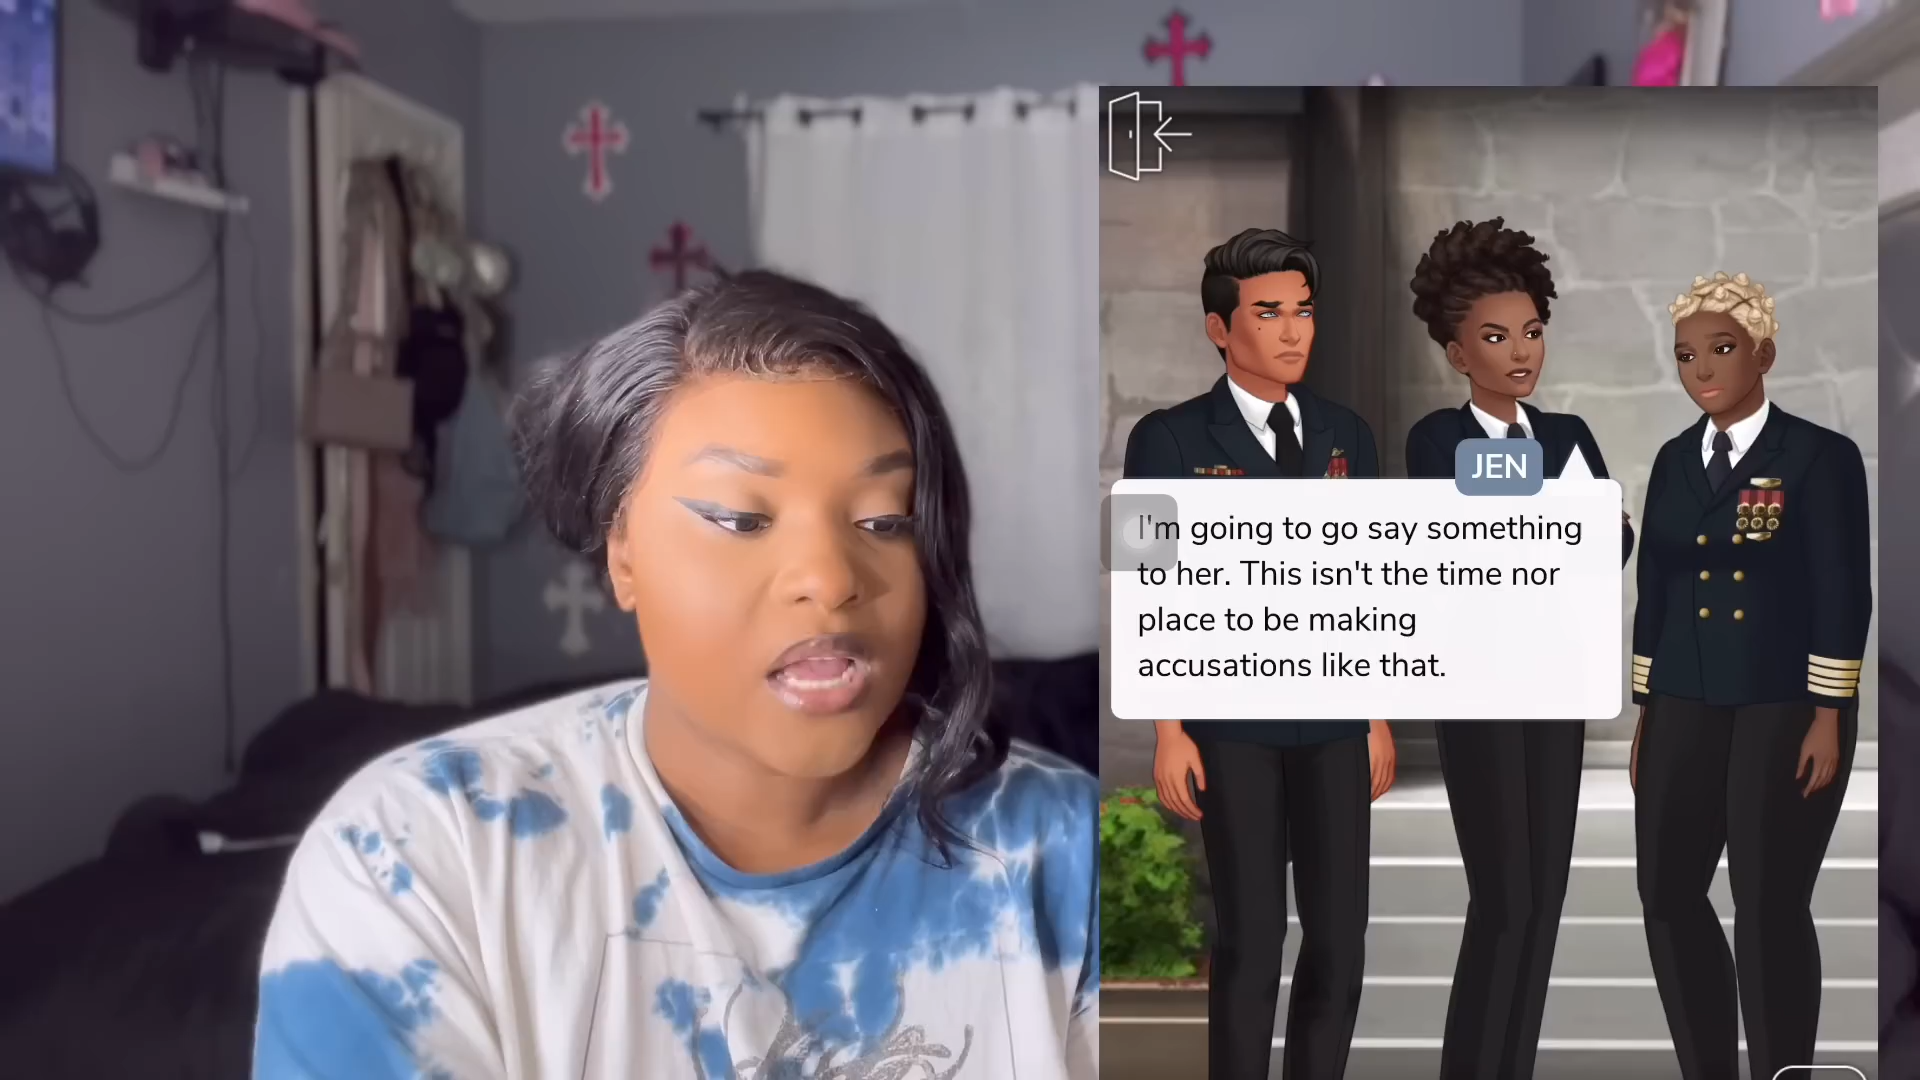 JEN
I'm going to go say something
to her. This isn't the time nor
place to be making
accusations like that.